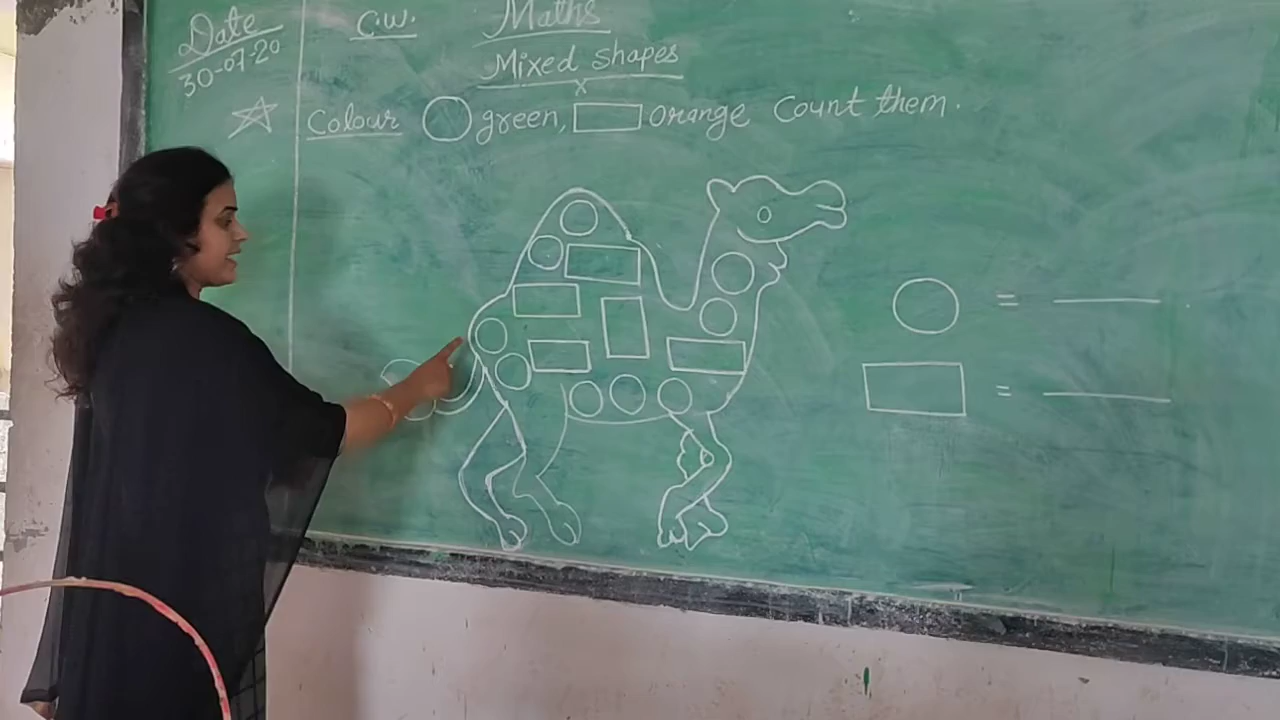 Date
30-07-20
C.W.
Maths
Mixed shapes
x
Colour green, orange Count them.
=
=